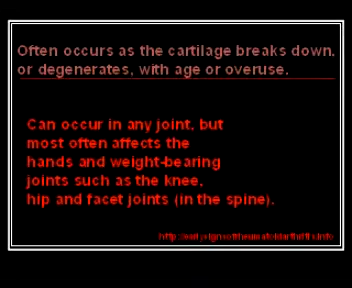 Often occurs as the cartilage breaks down,
or degenerates, with age or overuse.
Can occur in any joint, but
most often affects the
hands and weight-bearing
joints such as the knee,
hip and facet joints (in the spine).